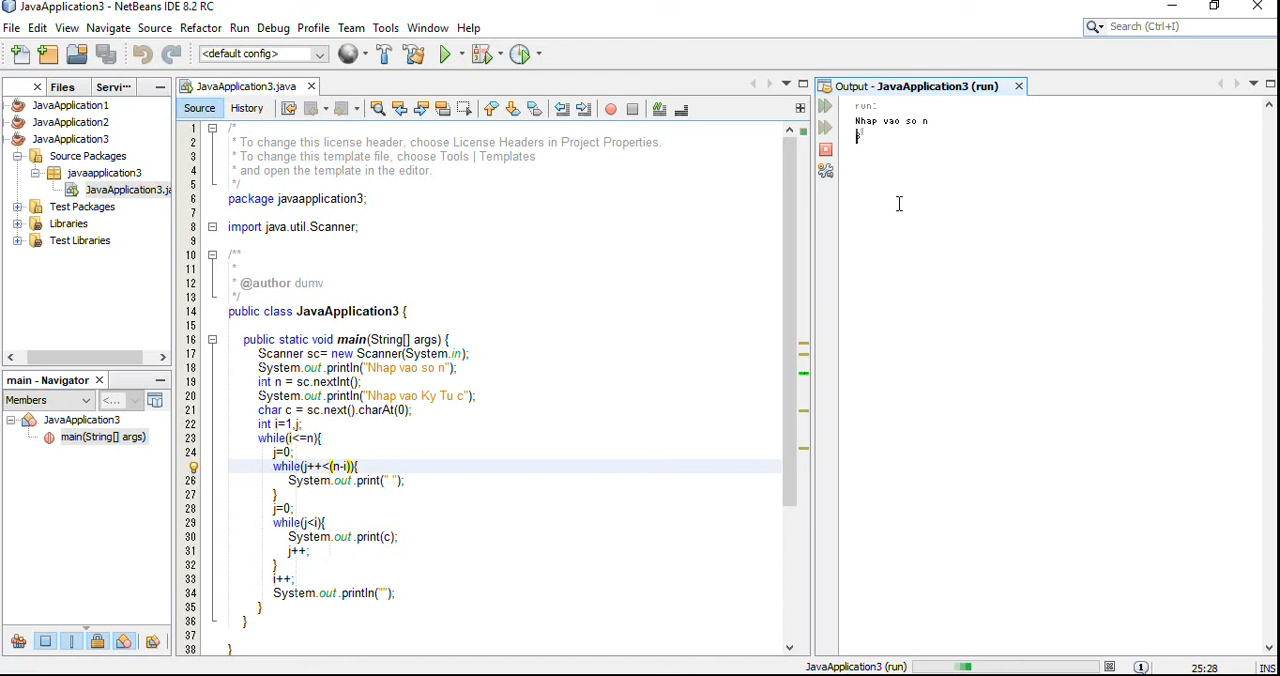 JavaApplication3 - NetBeans IDE 8.2 RC
File Edit View Navigate Source Refactor Run Debug Profile Team Tools Window Help
Search (Ctrl+I)
<default config>
Files Servi
JavaApplication1
JavaApplication2
JavaApplication3
Source Packages
javaapplication3
JavaApplication3.ja
Test Packages
Libraries
Test Libraries
main - Navigator
Members <...
JavaApplication3
main(String[] args)
JavaApplication3.java
Source History
1 /*
2 * To change this license header, choose License Headers in Project Properties.
3 * To change this template file, choose Tools | Templates
4 * and open the template in the editor.
5 */
6 package javaapplication3;
7
8 import java.util.Scanner;
9
10 /**
11 *
12 * @author dumv
13 */
14 public class JavaApplication3 {
15
16 public static void main(String[] args) {
17 Scanner sc= new Scanner(System.in);
18 System.out.println("Nhap vao so n");
19 int n = sc.nextInt();
20 System.out.println("Nhap vao Ky Tu c");
21 char c = sc.next().charAt(0);
22 int i=1,j;
23 while(i<=n){
24 j=0;
25 while(j++<(n-i)){
26 System.out.print(" ");
27 }
28 j=0;
29 while(j<i){
30 System.out.print(c);
31 j++;
32 }
33 i++;
34 System.out.println("");
35 }
36 }
37
38 }
Output - JavaApplication3 (run)
run:
Nhap vao so n
JavaApplication3 (run)
1
25:28 INS